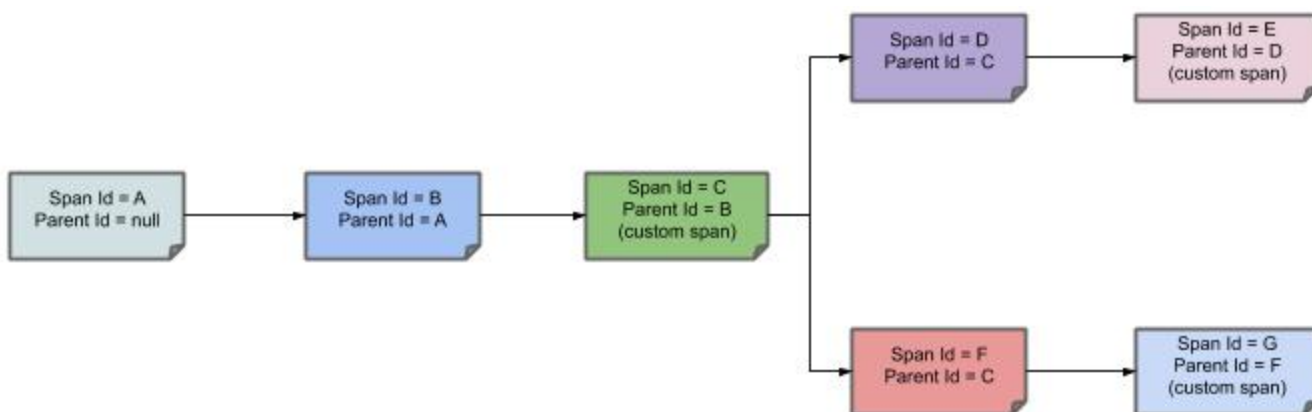 Span Id = A
Parent Id = null
Span Id = B
Parent Id = A
Span Id = C
Parent Id = B
(custom span)
Span Id = D
Parent Id = C
Span Id = E
Parent Id = D
(custom span)
Span Id = F
Parent Id = C
Span Id = G
Parent Id = F
(custom span)